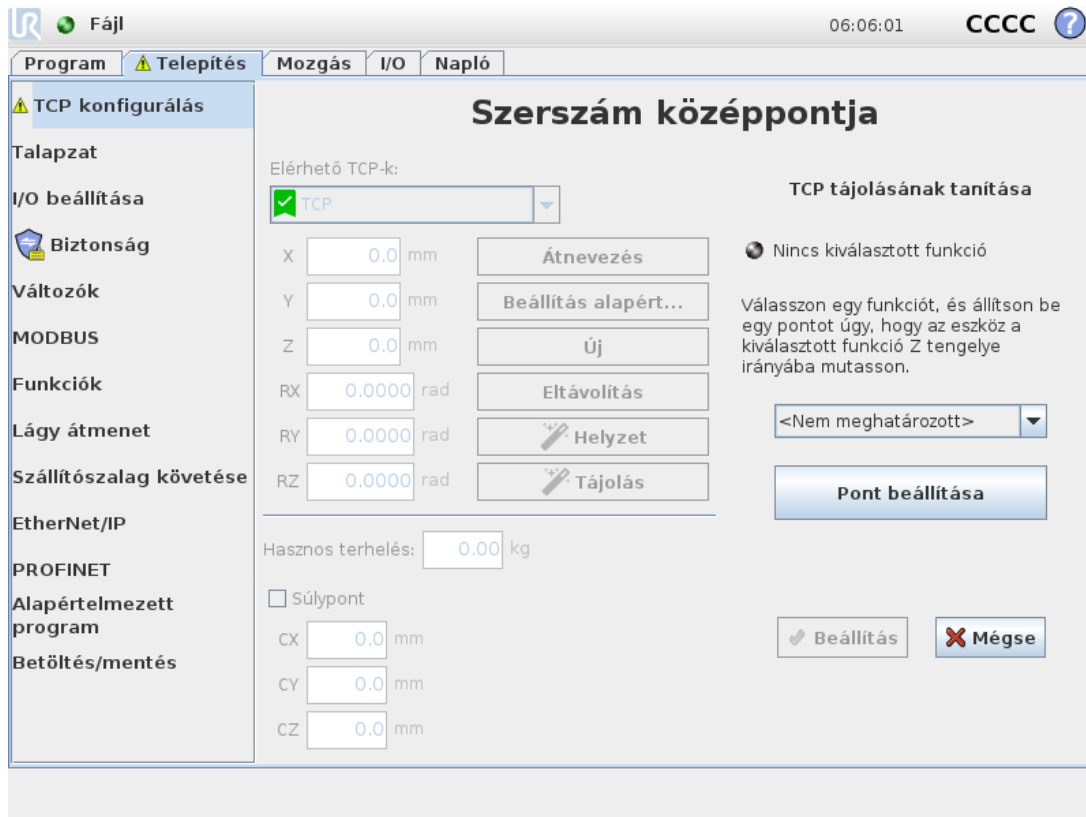 Fájl
06:06:01
CCCC
?
Program
Telepítés
Mozgás
I/O
Napló
TCP konfigurálás
Talapzat
I/O beállítása
Biztonság
Változók
MODBUS
Funkciók
Lágy átmenet
Szállítószalag követése
EtherNet/IP
PROFINET
Alapértelmezett
program
Betöltés/mentés
Szerszám középpontja
Elérhető TCP-k:
TCP
X 0.0 mm
Átnevezés
Y 0.0 mm
Beállítás alapért...
Z 0.0 mm
Új
RX 0.0000 rad
Eltávolítás
RY 0.0000 rad
Helyzet
RZ 0.0000 rad
Tájolás
Hasznos terhelés: 0.00 kg
Súlypont
CX 0.0 mm
CY 0.0 mm
CZ 0.0 mm
TCP tájolásának tanítása
Nincs kiválasztott funkció
Válasszon egy funkciót, és állítson be
egy pontot úgy, hogy az eszköz a
kiválasztott funkció Z tengelye
irányába mutasson.
<Nem meghatározott>
Pont beállítása
Beállítás
Mégse